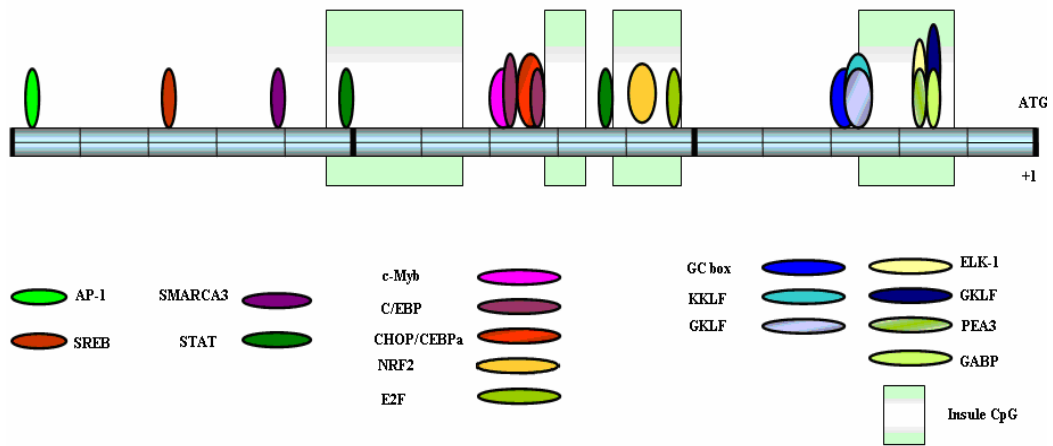 ATG
+1
AP-1
SREB
SMARCA3
STAT
c-Myb
C/EBP
CHOP/CEBPa
NRF2
E2F
GC box
KKLF
GKLF
ELK-1
GKLF
PEA3
GABP
Insule CpG